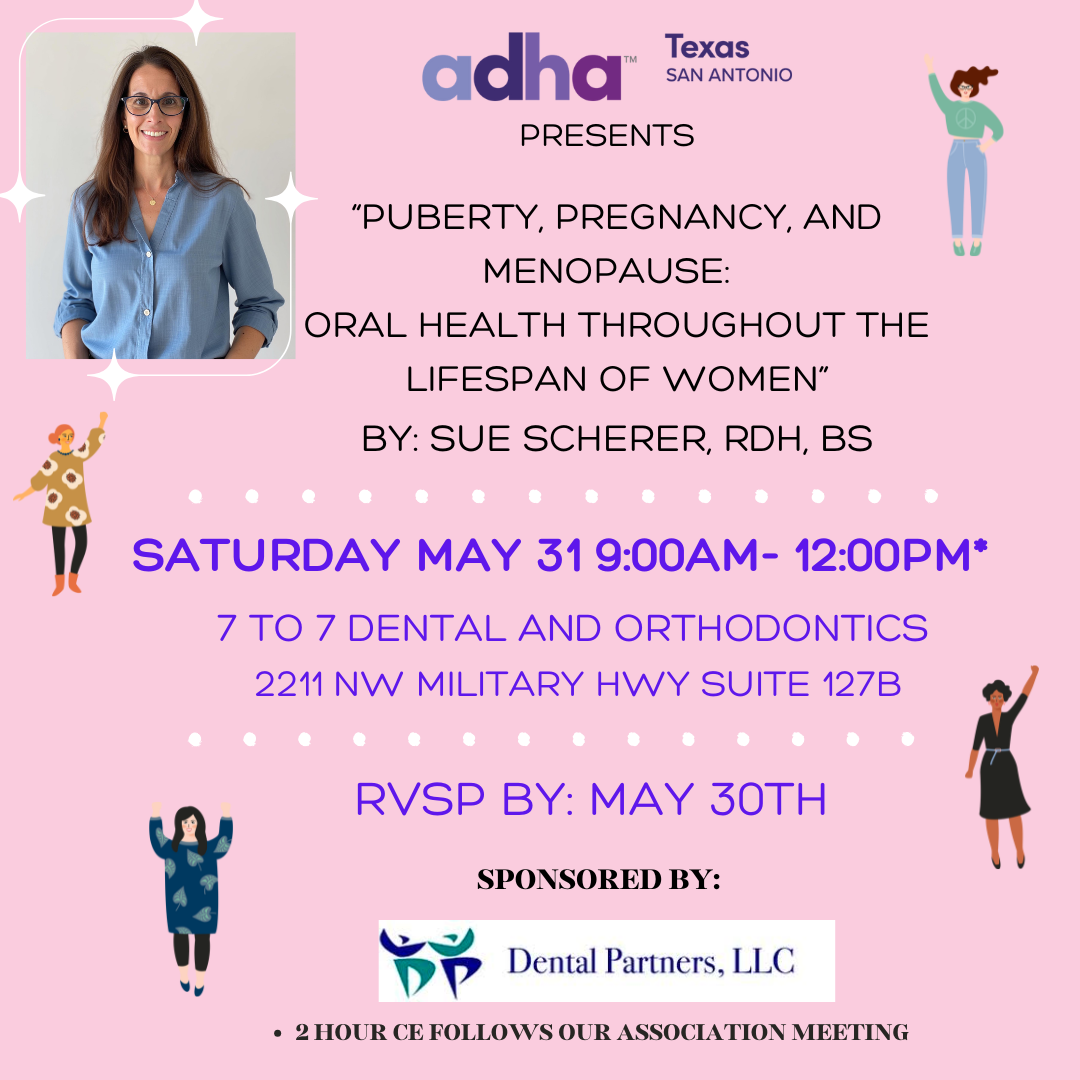 adha™ Texas
SAN ANTONIO
PRESENTS
“PUBERTY, PREGNANCY, AND
MENOPAUSE:
ORAL HEALTH THROUGHOUT THE
LIFESPAN OF WOMEN”
BY: SUE SCHERER, RDH, BS
SATURDAY MAY 31 9:00AM- 12:00PM*
7 TO 7 DENTAL AND ORTHODONTICS
2211 NW MILITARY HWY SUITE 127B
RVSP BY: MAY 30TH
SPONSORED BY:
DP Dental Partners, LLC
• 2 HOUR CE FOLLOWS OUR ASSOCIATION MEETING